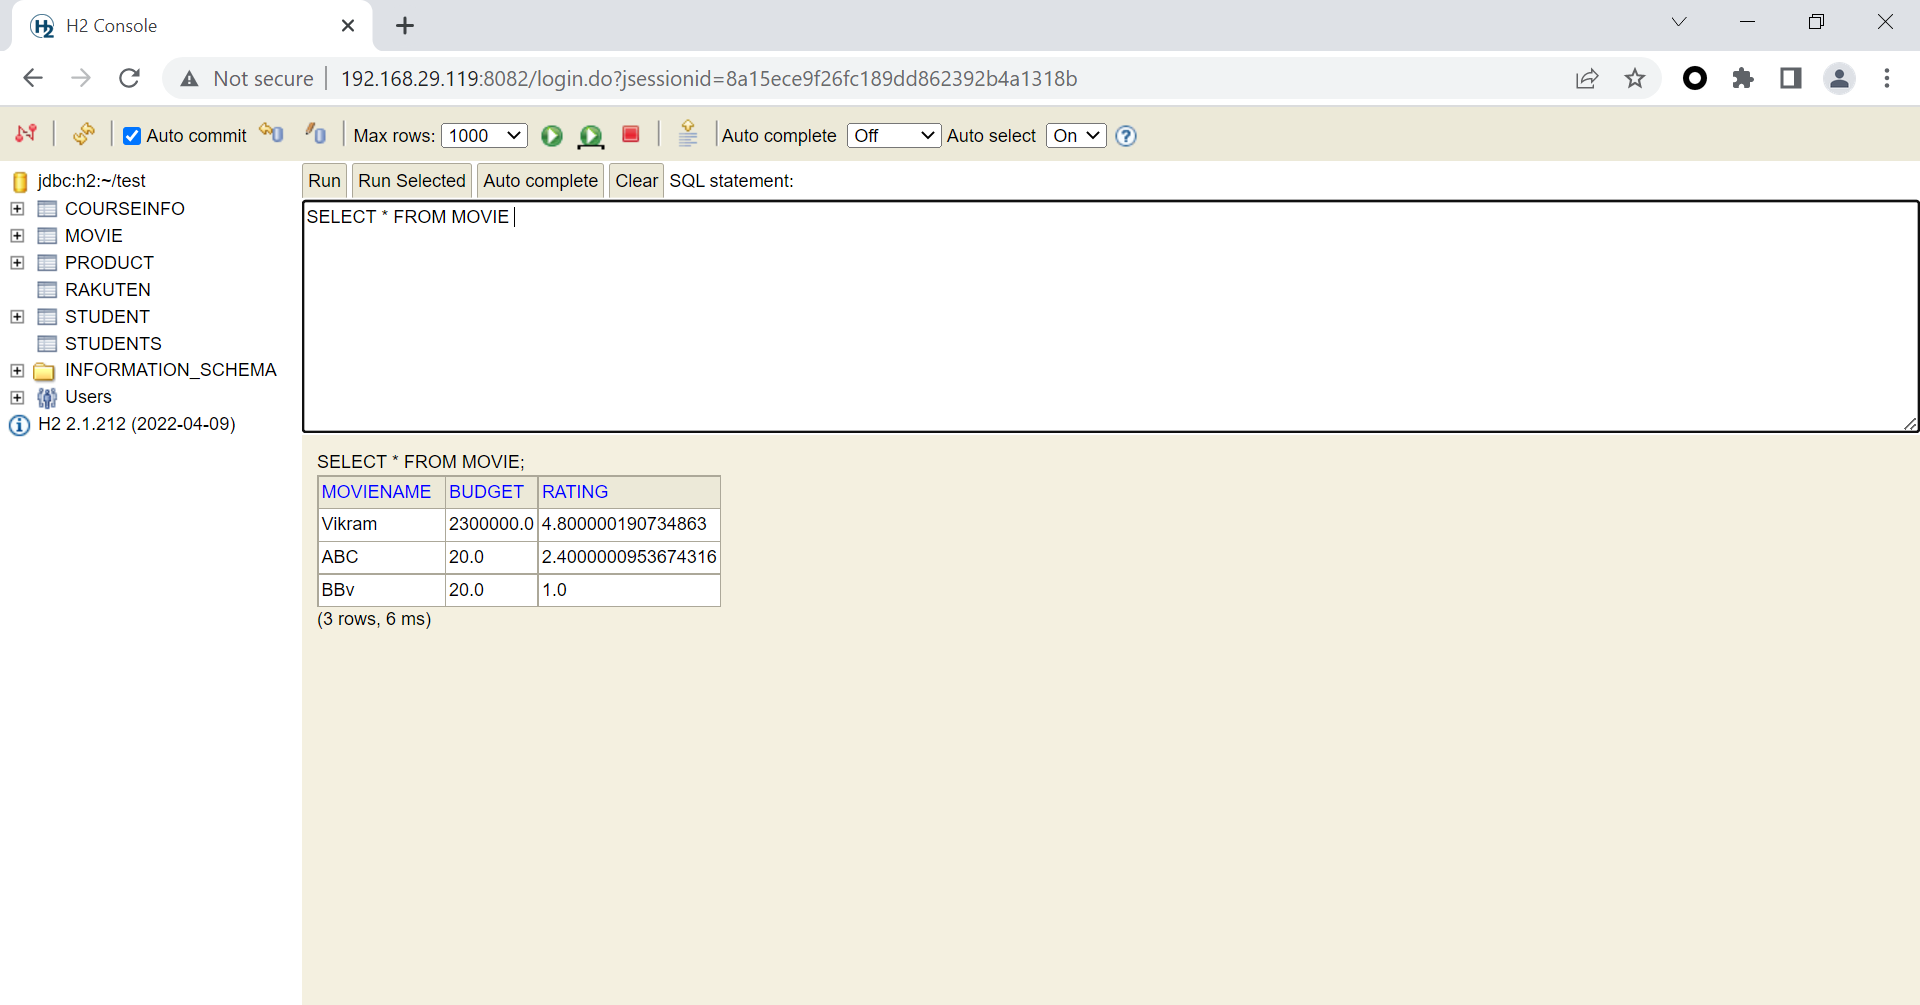 H2 Console
Not secure 192.168.29.119:8082/login.do?jsessionid=8a15ece9f26fc189dd862392b4a1318b
Auto commit Max rows: 1000 Auto complete Off Auto select On ?
jdbc:h2:~/test
COURSEINFO
MOVIE
PRODUCT
RAKUTEN
STUDENT
STUDENTS
INFORMATION_SCHEMA
Users
H2 2.1.212 (2022-04-09)
Run Run Selected Auto complete Clear SQL statement:
SELECT * FROM MOVIE
SELECT * FROM MOVIE;
MOVIENAME BUDGET RATING
Vikram 2300000.0 4.800000190734863
ABC 20.0 2.4000000953674316
BBv 20.0 1.0
(3 rows, 6 ms)